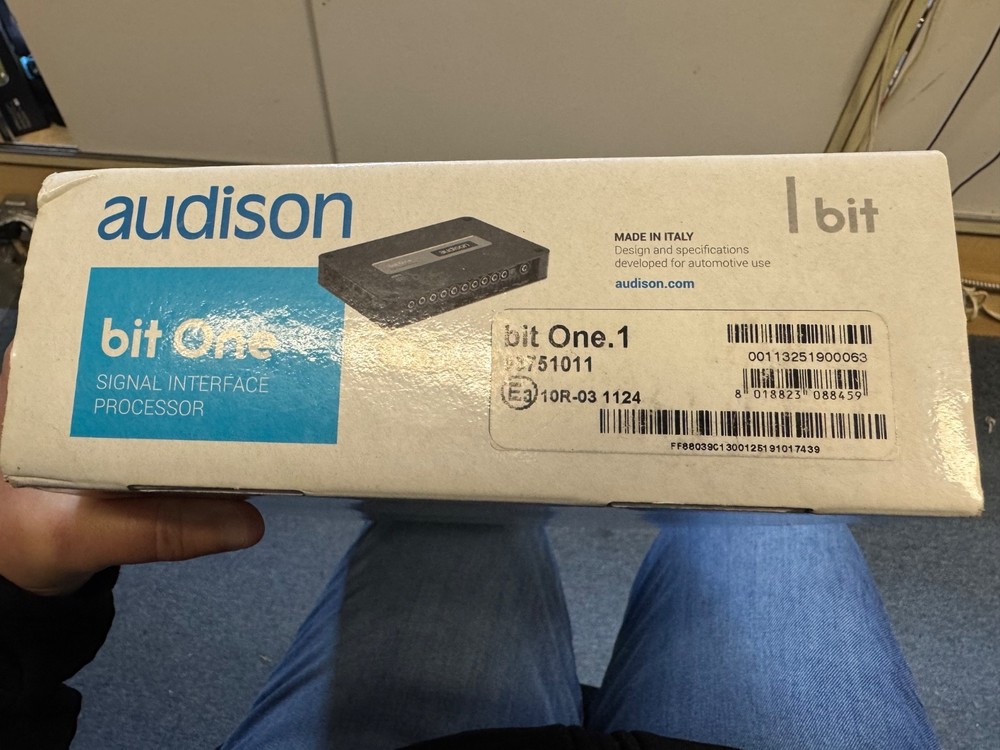 audison
bit One
SIGNAL INTERFACE
PROCESSOR
audison
MADE IN ITALY
Design and specifications
developed for automotive use
audison.com
bit
bit One.1
00113251900063
8 018823 088459
E3 10R-03 1124
FF88039C1300125191017439